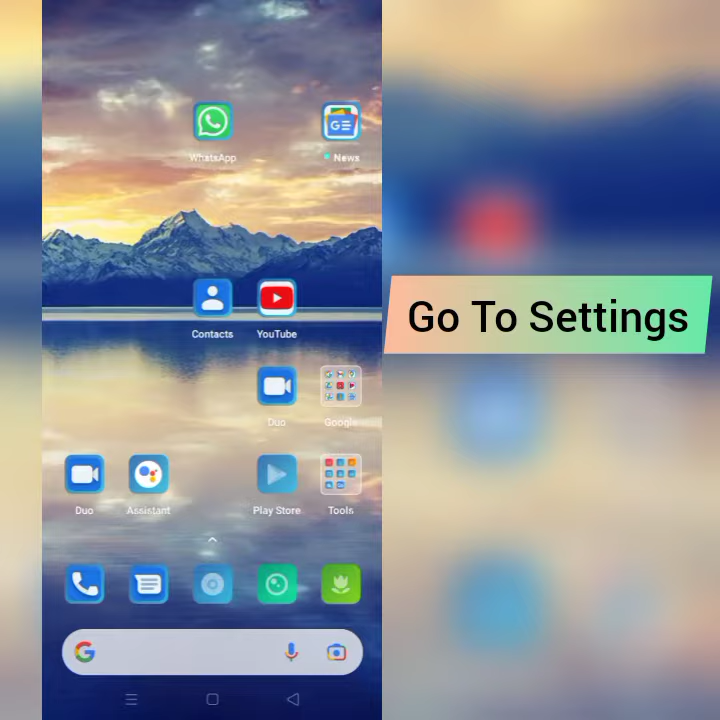 WhatsApp
News
Contacts
YouTube
Duo
Google
Duo
Assistant
Play Store
Tools
Go To Settings